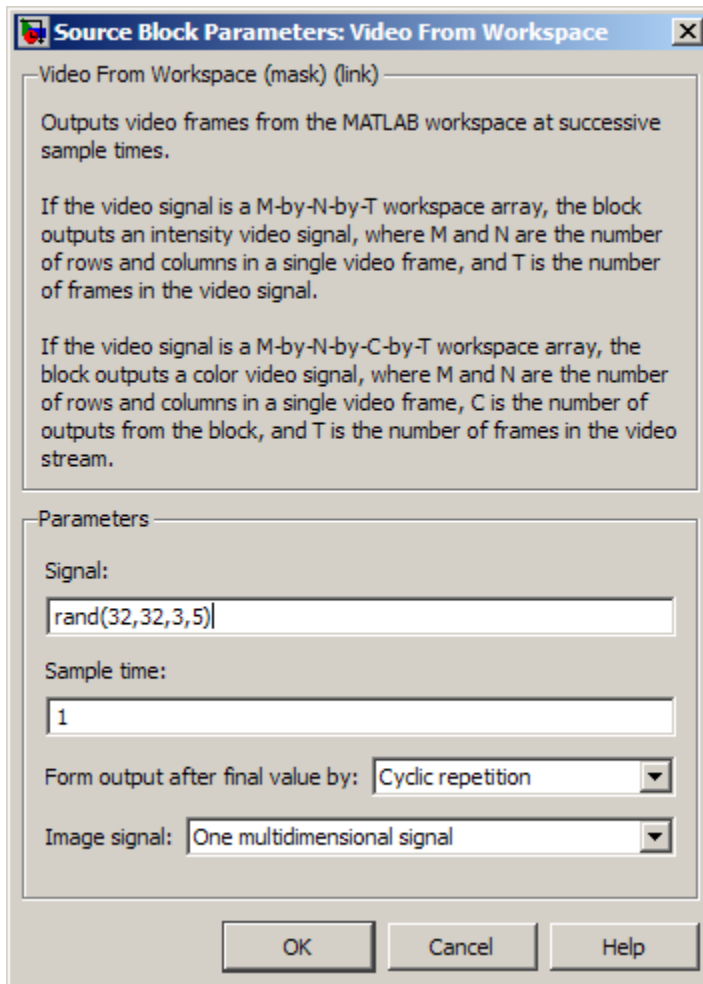 Source Block Parameters: Video From Workspace
Video From Workspace (mask) (link)
Outputs video frames from the MATLAB workspace at successive
sample times.
If the video signal is a M-by-N-by-T workspace array, the block
outputs an intensity video signal, where M and N are the number
of rows and columns in a single video frame, and T is the number
of frames in the video signal.
If the video signal is a M-by-N-by-C-by-T workspace array, the
block outputs a color video signal, where M and N are the number
of rows and columns in a single video frame, C is the number of
outputs from the block, and T is the number of frames in the video
stream.
Parameters
Signal:
rand(32,32,3,5)
Sample time:
1
Form output after final value by: Cyclic repetition
Image signal: One multidimensional signal
OK Cancel Help